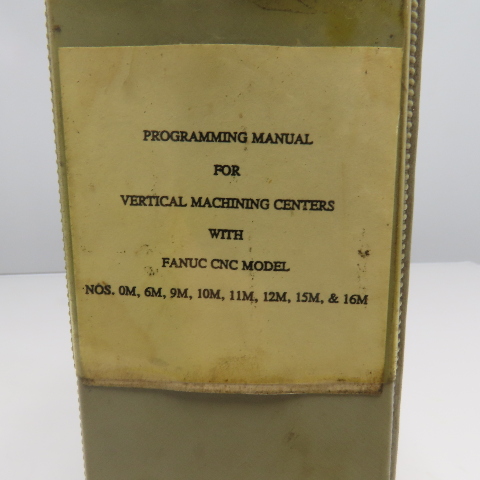 PROGRAMMING MANUAL
FOR
VERTICAL MACHINING CENTERS
WITH
FANUC CNC MODEL
NOS. 0M, 6M, 9M, 10M, 11M, 12M, 15M, & 16M